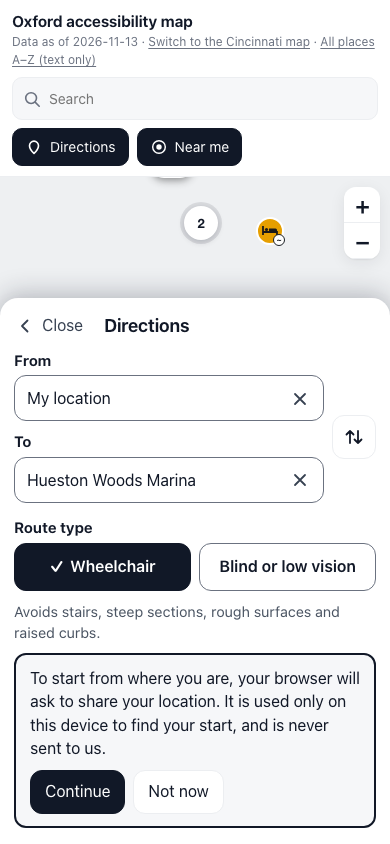 Oxford accessibility map
Data as of 2026-11-13 · Switch to the Cincinnati map · All places
A–Z (text only)
Search
Directions
Near me
2
+
−
Close
Directions
From
My location
To
Hueston Woods Marina
Route type
✓ Wheelchair
Blind or low vision
Avoids stairs, steep sections, rough surfaces and
raised curbs.
To start from where you are, your browser will
ask to share your location. It is used only on
this device to find your start, and is never
sent to us.
Continue
Not now